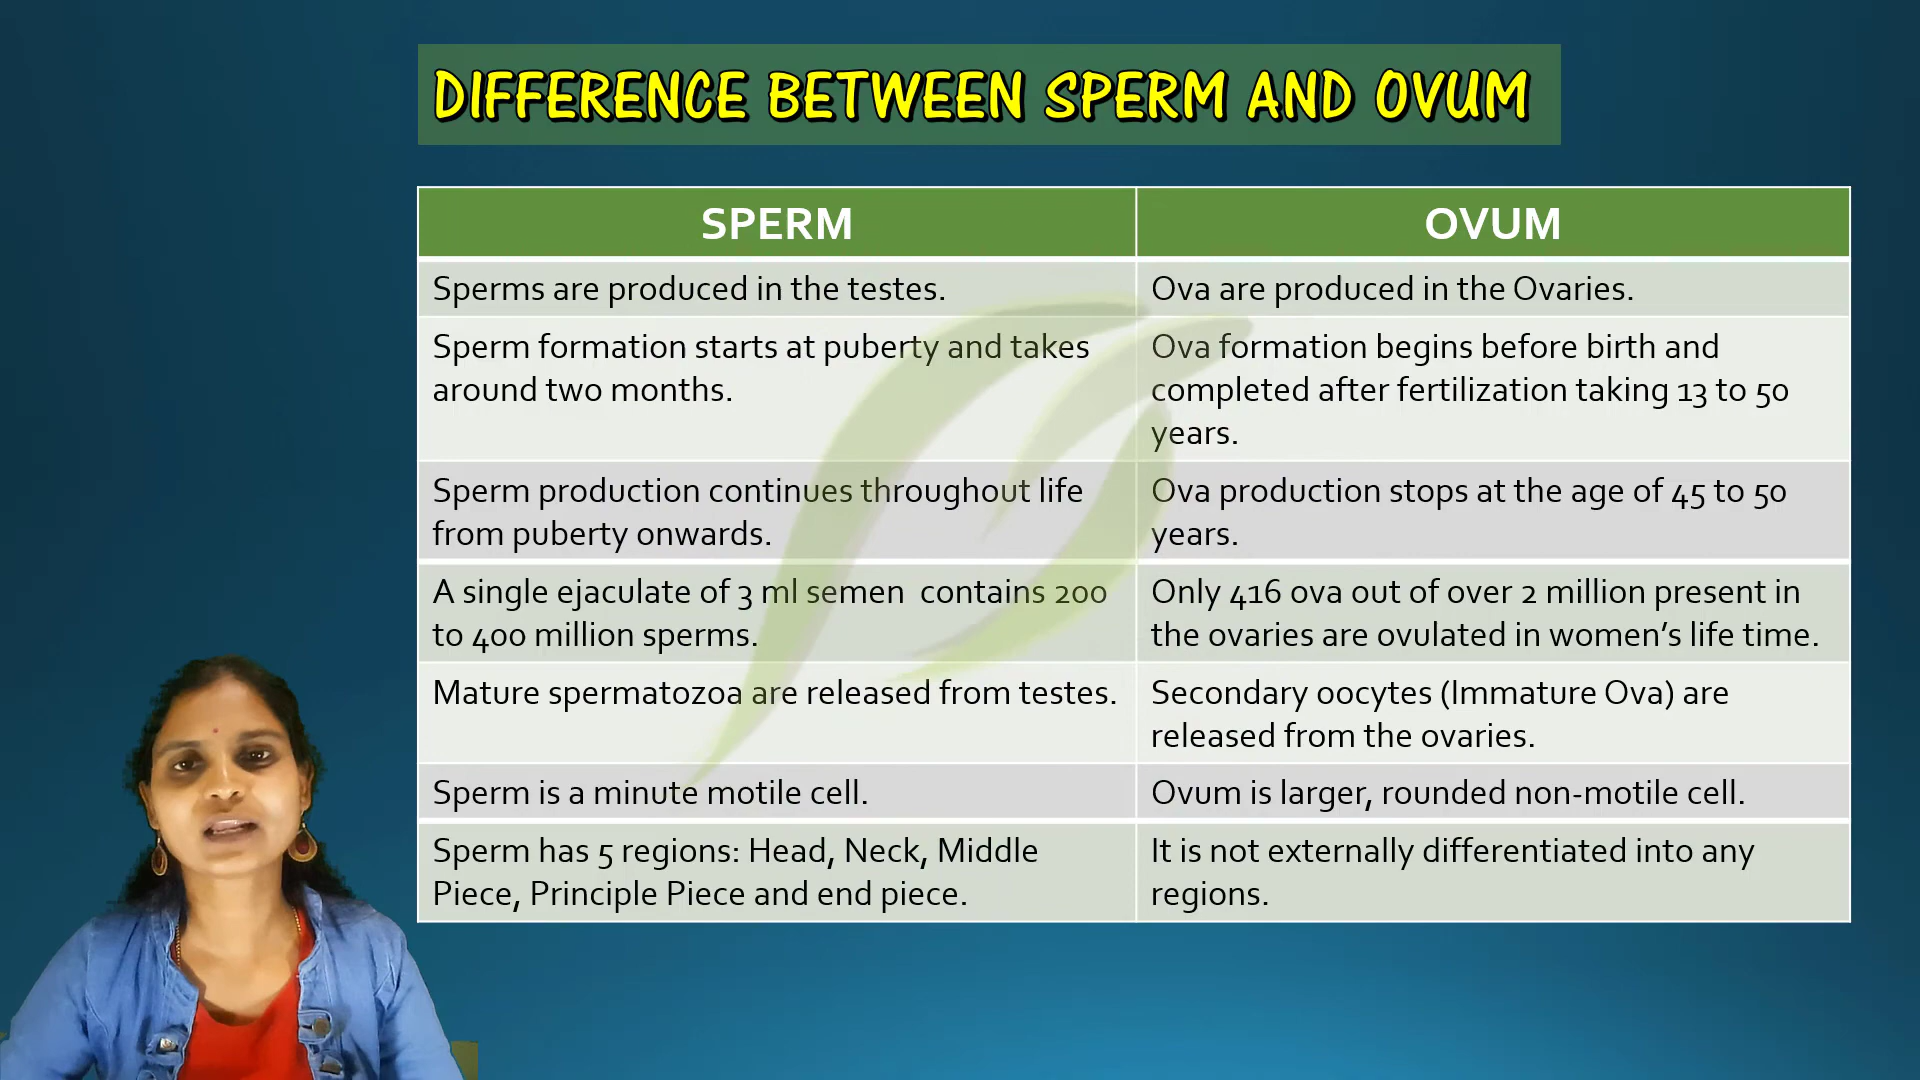 DIFFERENCE BETWEEN SPERM AND OVUM
SPERM
OVUM
Sperms are produced in the testes.
Ova are produced in the Ovaries.
Sperm formation starts at puberty and takes
around two months.
Ova formation begins before birth and
completed after fertilization taking 13 to 50
years.
Sperm production continues throughout life
from puberty onwards.
Ova production stops at the age of 45 to 50
years.
A single ejaculate of 3 ml semen  contains 200
to 400 million sperms.
Only 416 ova out of over 2 million present in
the ovaries are ovulated in women’s life time.
Mature spermatozoa are released from testes.
Secondary oocytes (Immature Ova) are
released from the ovaries.
Sperm is a minute motile cell.
Ovum is larger, rounded non-motile cell.
Sperm has 5 regions: Head, Neck, Middle
Piece, Principle Piece and end piece.
It is not externally differentiated into any
regions.